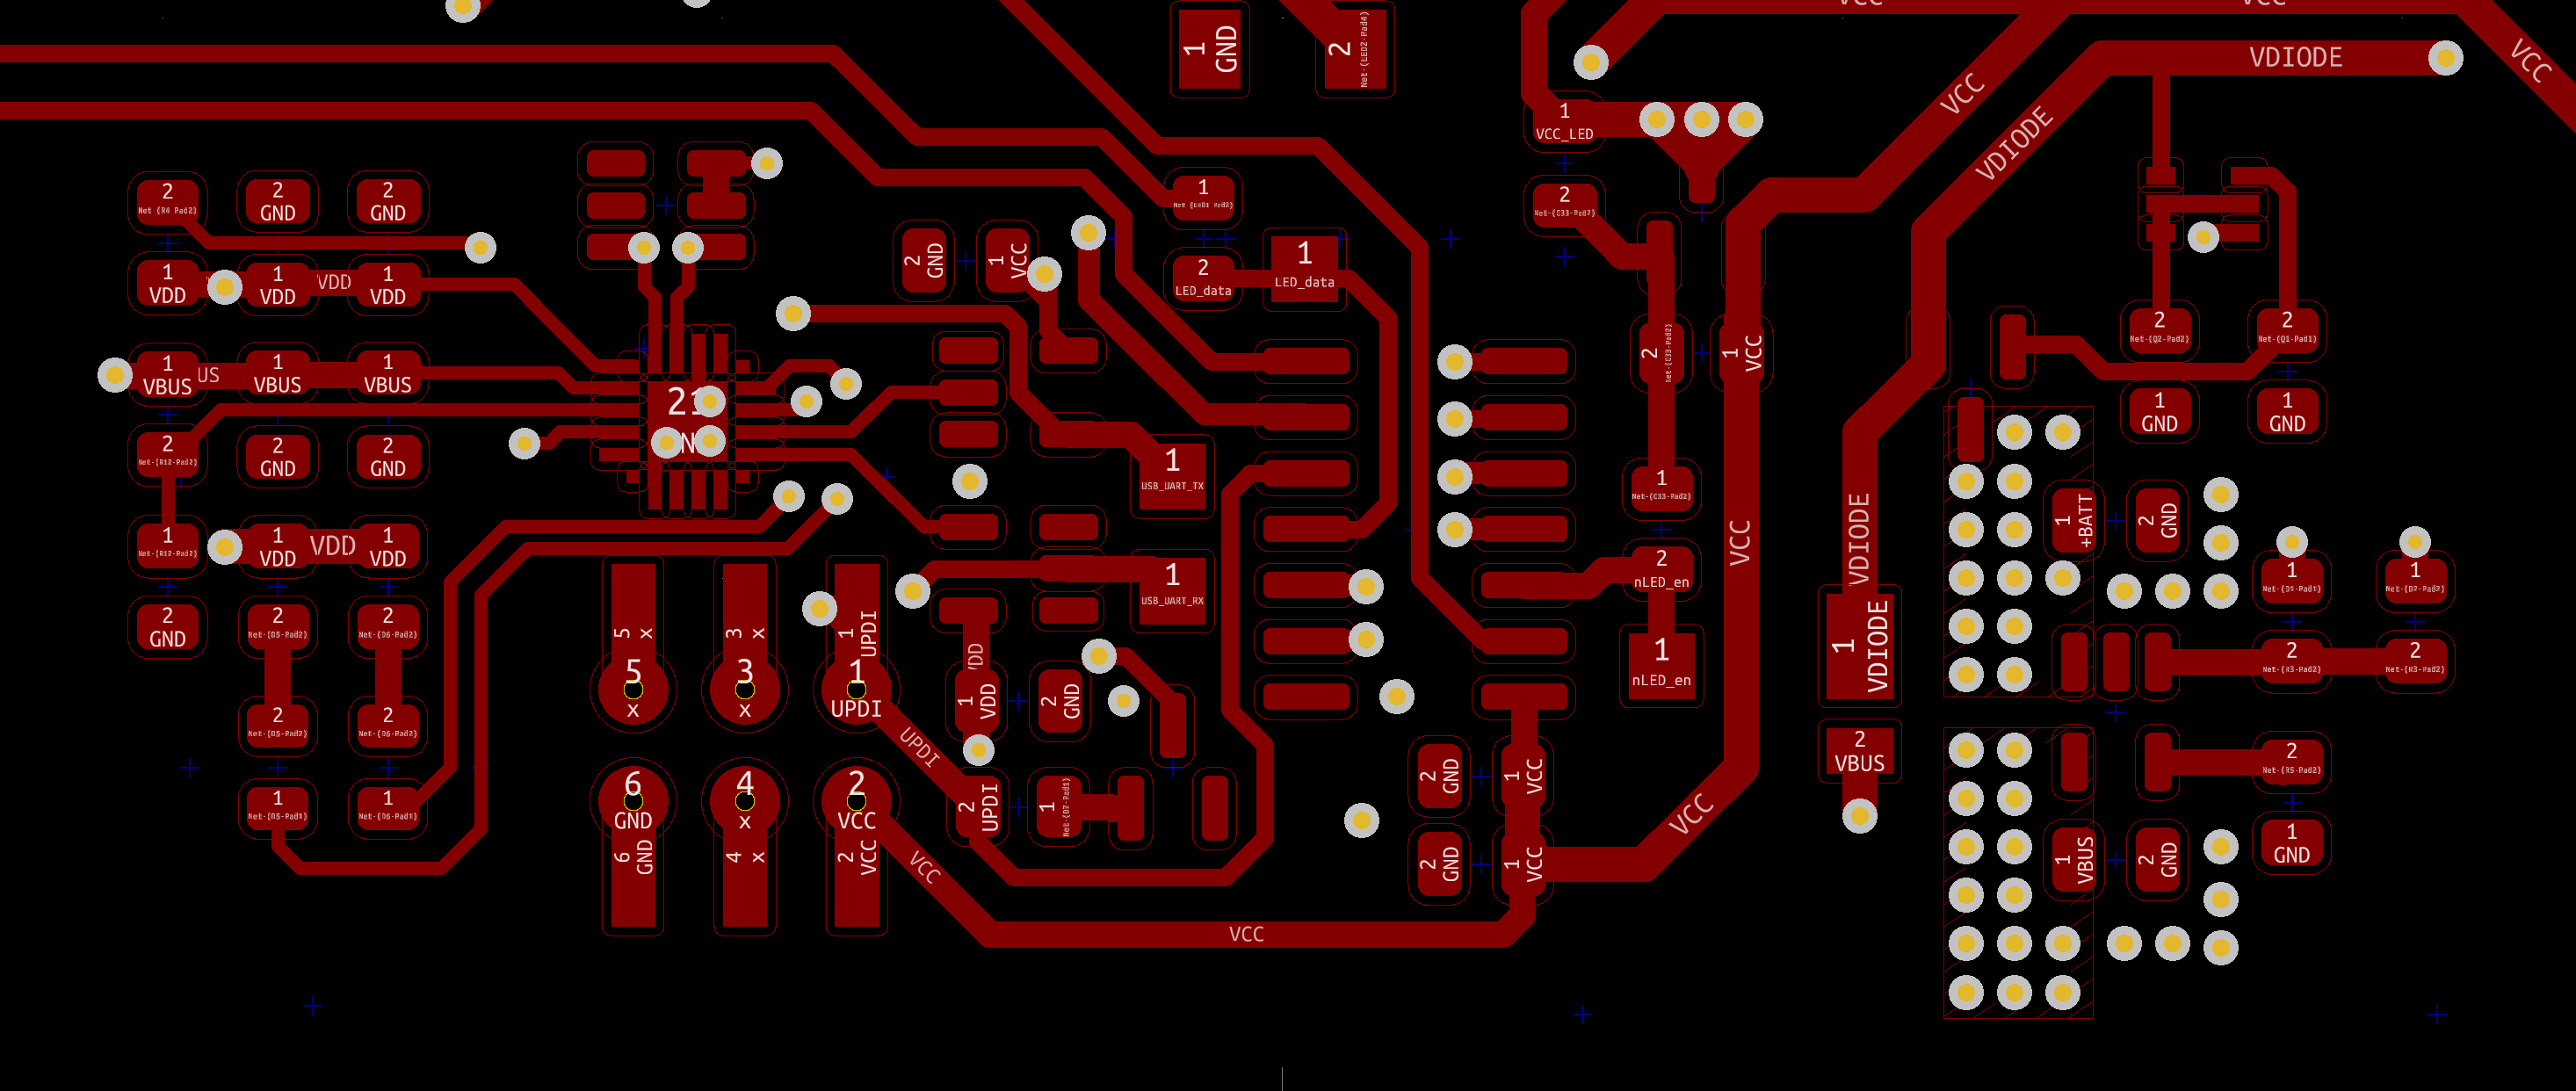 VCC
VCC
VCC
VDIODE
1
GND
2
Net-(LED2-Pad4)
VCC
VDIODE
1
VCC_LED
2
Net-(C33-Pad2)
2
2
GND
2
GND
1
VDD
1
VDD
VDD
1
VDD
1
2
LED_data
1
LED_data
2
GND
1
VCC
1
VBUS
US
1
VBUS
1
VBUS
21
2
Net-(C33-Pad2)
1
VCC
2
Net-(Q2-Pad2)
2
Net-(Q1-Pad1)
1
GND
1
GND
2
Net-(R12-Pad2)
2
GND
2
GND
1
USB_UART_TX
1
Net-(C33-Pad2)
1
Net-(R12-Pad2)
1
VDD
VDD
1
VDD
VCC
VDIODE
1
+BATT
2
GND
1
USB_UART_RX
2
nLED_en
1
Net-(D1-Pad1)
1
Net-(D2-Pad2)
2
GND
2
Net-(D5-Pad2)
2
Net-(D6-Pad2)
5
x
3
x
1
UPDI
5
x
3
x
1
UPDI
VDD
1
VDD
2
GND
1
nLED_en
1
VDIODE
2
Net-(R3-Pad2)
2
Net-(R3-Pad2)
2
Net-(D5-Pad2)
2
Net-(D6-Pad2)
UPDI
2
VBUS
2
Net-(R5-Pad2)
1
Net-(D5-Pad1)
1
Net-(D6-Pad1)
6
GND
4
x
2
VCC
2
UPDI
1
Net-(D7-Pad1)
2
GND
1
VCC
VCC
6
GND
4
x
2
VCC
VCC
2
GND
1
VCC
1
VBUS
2
GND
1
GND
VCC